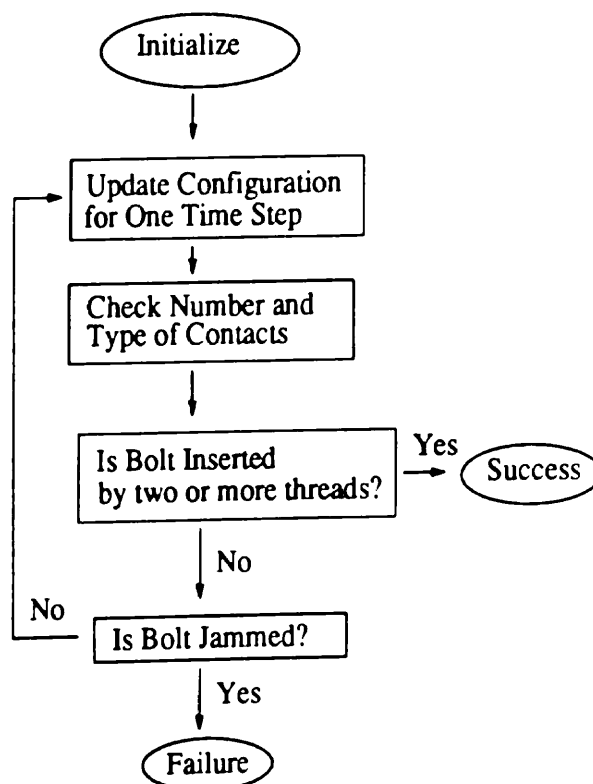 Initialize
Update Configuration
for One Time Step
Check Number and
Type of Contacts
Is Bolt Inserted
by two or more threads?
Yes
Success
No
No
Is Bolt Jammed?
Yes
Failure